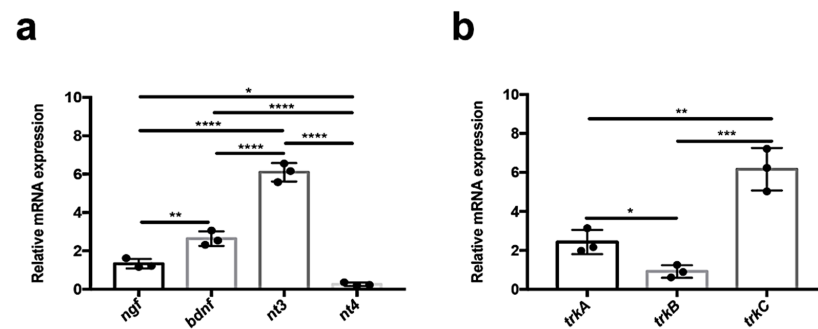 a
Relative mRNA expression
10
8
6
4
2
0
*
****
****
****
****
**
ngf
bdnf
nt3
nt4
b
Relative mRNA expression
10
8
6
4
2
0
**
***
*
trkA
trkB
trkC